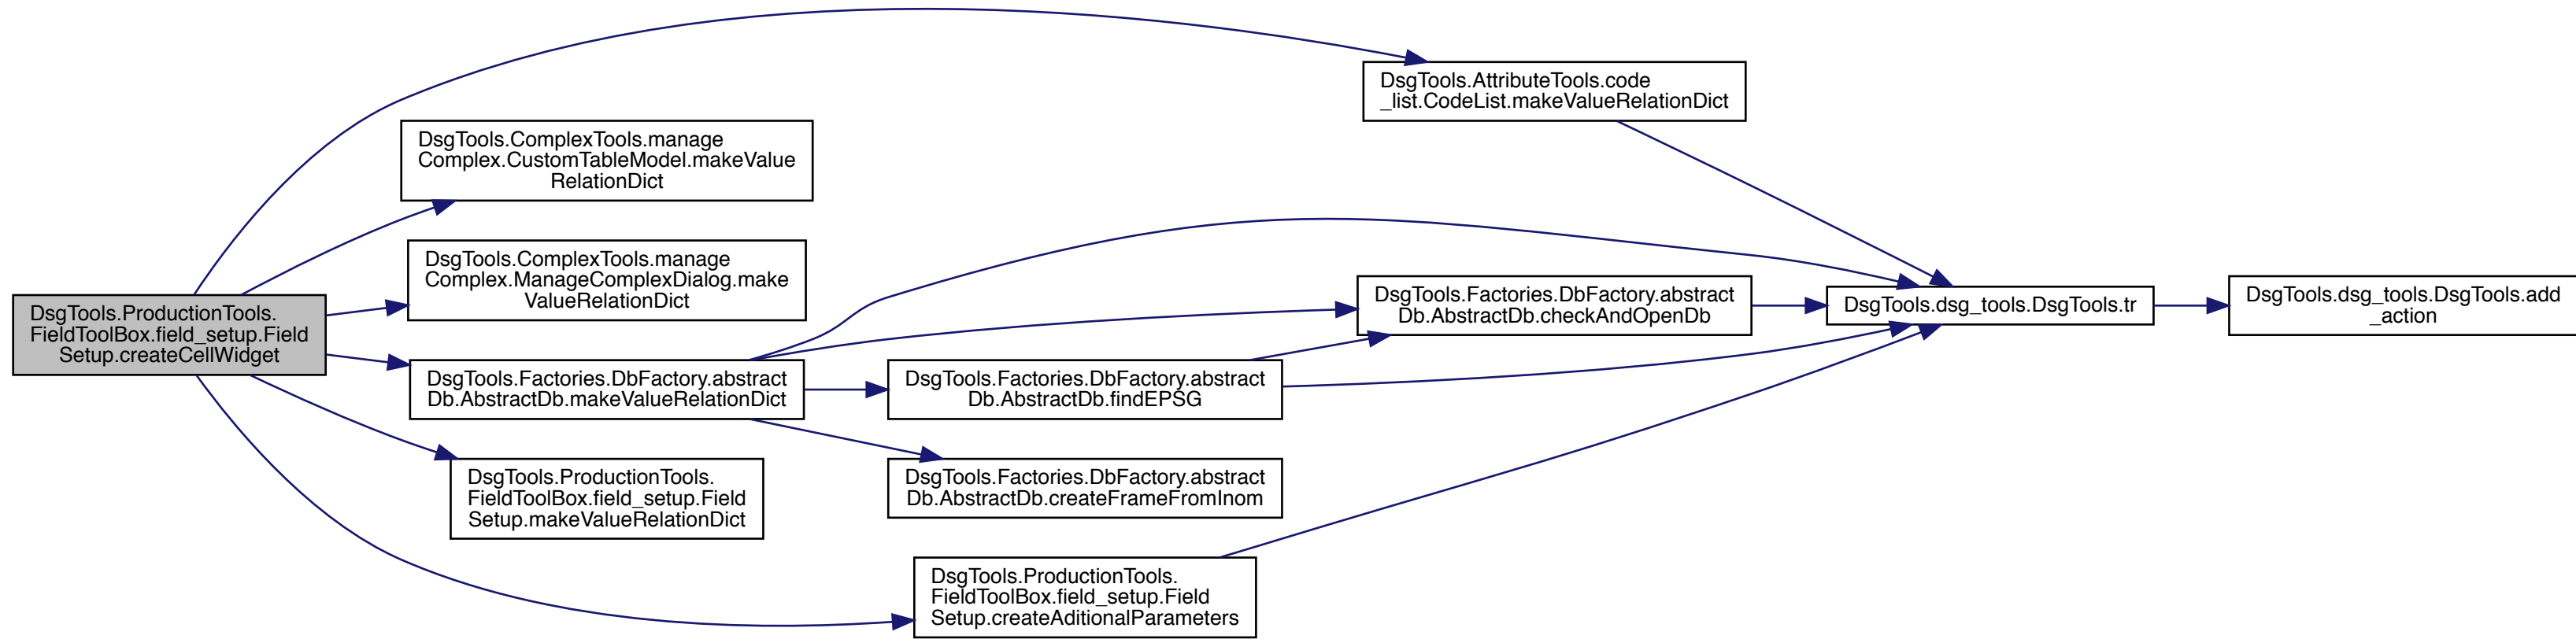 DsgTools.AttributeTools.code
_list.CodeList.makeValueRelationDict
DsgTools.ComplexTools.manage
Complex.CustomTableModel.makeValue
RelationDict
DsgTools.ComplexTools.manage
Complex.ManageComplexDialog.make
ValueRelationDict
DsgTools.ProductionTools.
FieldToolBox.field_setup.Field
Setup.createCellWidget
DsgTools.Factories.DbFactory.abstract
Db.AbstractDb.checkAndOpenDb
DsgTools.dsg_tools.DsgTools.tr
DsgTools.dsg_tools.DsgTools.add
_action
DsgTools.Factories.DbFactory.abstract
Db.AbstractDb.makeValueRelationDict
DsgTools.Factories.DbFactory.abstract
Db.AbstractDb.findEPSG
DsgTools.ProductionTools.
FieldToolBox.field_setup.Field
Setup.makeValueRelationDict
DsgTools.Factories.DbFactory.abstract
Db.AbstractDb.createFrameFromInom
DsgTools.ProductionTools.
FieldToolBox.field_setup.Field
Setup.createAditionalParameters